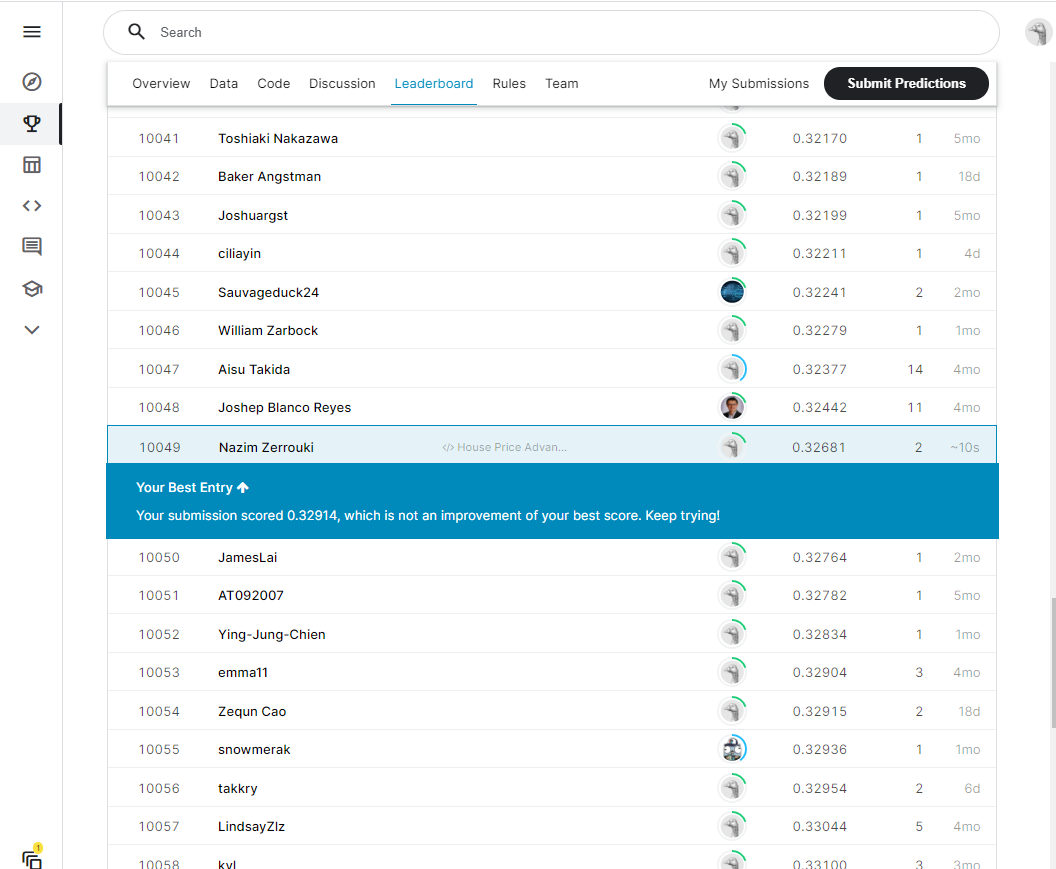 Search
Overview Data Code Discussion Leaderboard Rules Team My Submissions Submit Predictions
10041 Toshiaki Nakazawa 0.32170 1 5mo
10042 Baker Angstman 0.32189 1 18d
10043 Joshuargst 0.32199 1 5mo
10044 ciliayin 0.32211 1 4d
10045 Sauvageduck24 0.32241 2 2mo
10046 William Zarbock 0.32279 1 1mo
10047 Aisu Takida 0.32377 14 4mo
10048 Joshep Blanco Reyes 0.32442 11 4mo
10049 Nazim Zerrouki </> House Price Advan... 0.32681 2 ~10s
Your Best Entry ↑
Your submission scored 0.32914, which is not an improvement of your best score. Keep trying!
10050 JamesLai 0.32764 1 2mo
10051 AT092007 0.32782 1 5mo
10052 Ying-Jung-Chien 0.32834 1 1mo
10053 emma11 0.32904 3 4mo
10054 Zequn Cao 0.32915 2 18d
10055 snowmerak 0.32936 1 1mo
10056 takkry 0.32954 2 6d
10057 LindsayZlz 0.33044 5 4mo
10058 0.33100 3 3mo
1